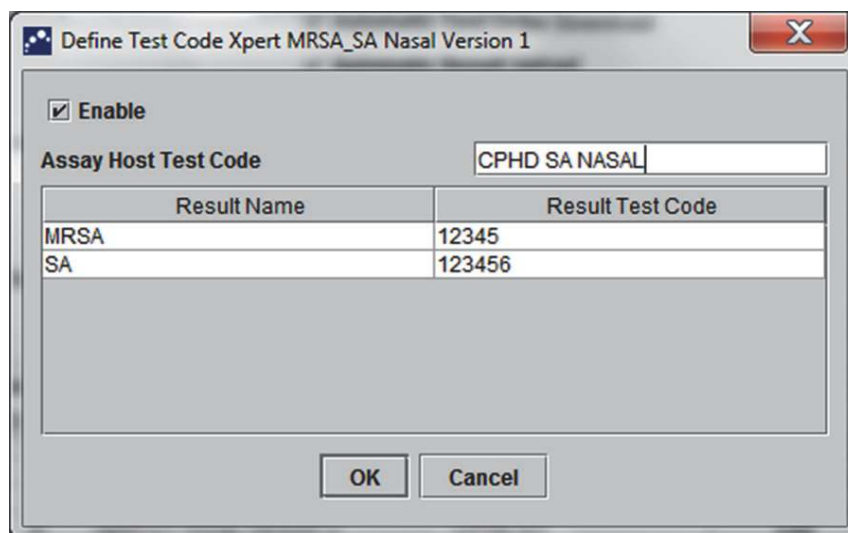 Define Test Code Xpert MRSA_SA Nasal Version 1
Enable
Assay Host Test Code CPHD SA NASAL
Result Name Result Test Code
MRSA 12345
SA 123456
OK Cancel